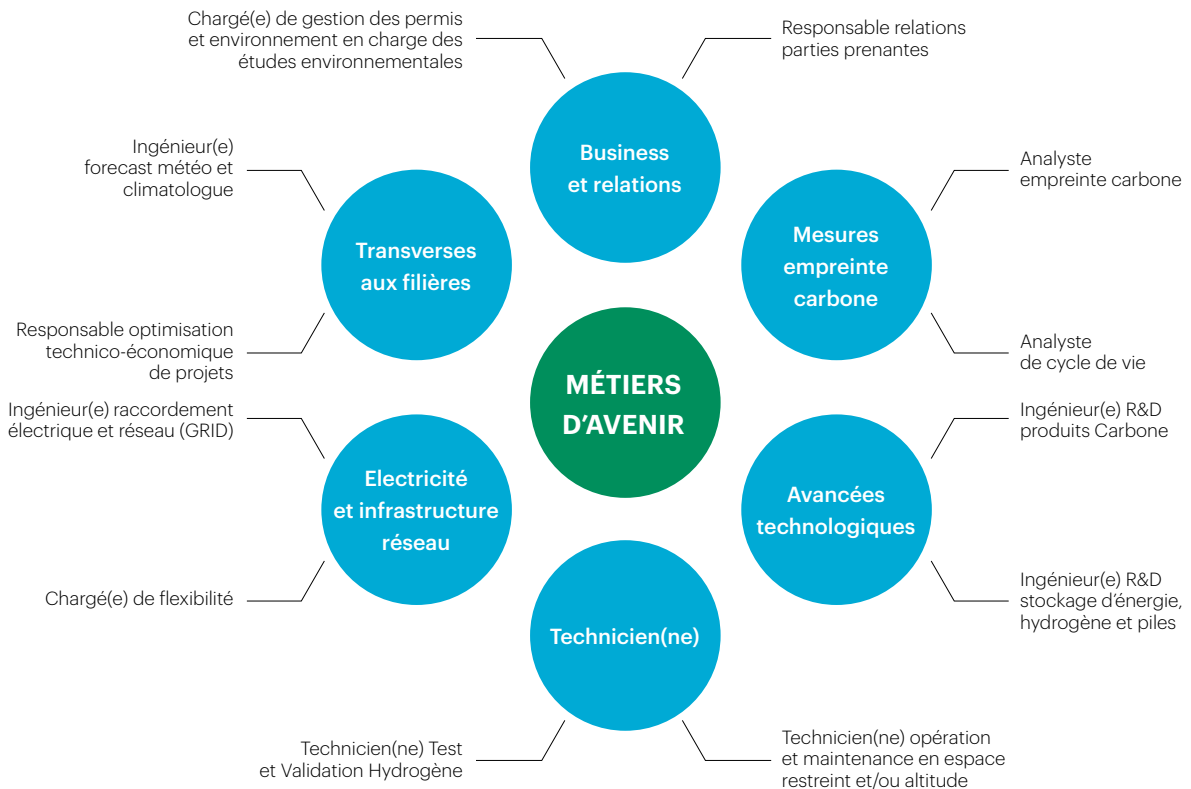 Chargé(e) de gestion des permis
et environnement en charge des
études environnementales
Responsable relations
parties prenantes
Business
et relations
Ingénieur(e)
forecast météo et
climatologue
Transverses
aux filières
Responsable optimisation
technico-économique
de projets
Analyste
empreinte carbone
Mesures
empreinte
carbone
Analyste
de cycle de vie
MÉTIERS
D'AVENIR
Ingénieur(e) raccordement
électrique et réseau (GRID)
Electricité
et infrastructure
réseau
Chargé(e) de flexibilité
Ingénieur(e) R&D
produits Carbone
Avancées
technologiques
Ingénieur(e) R&D
stockage d'énergie,
hydrogène et piles
Technicien(ne)
Technicien(ne) Test
et Validation Hydrogène
Technicien(ne) opération
et maintenance en espace
restreint et/ou altitude